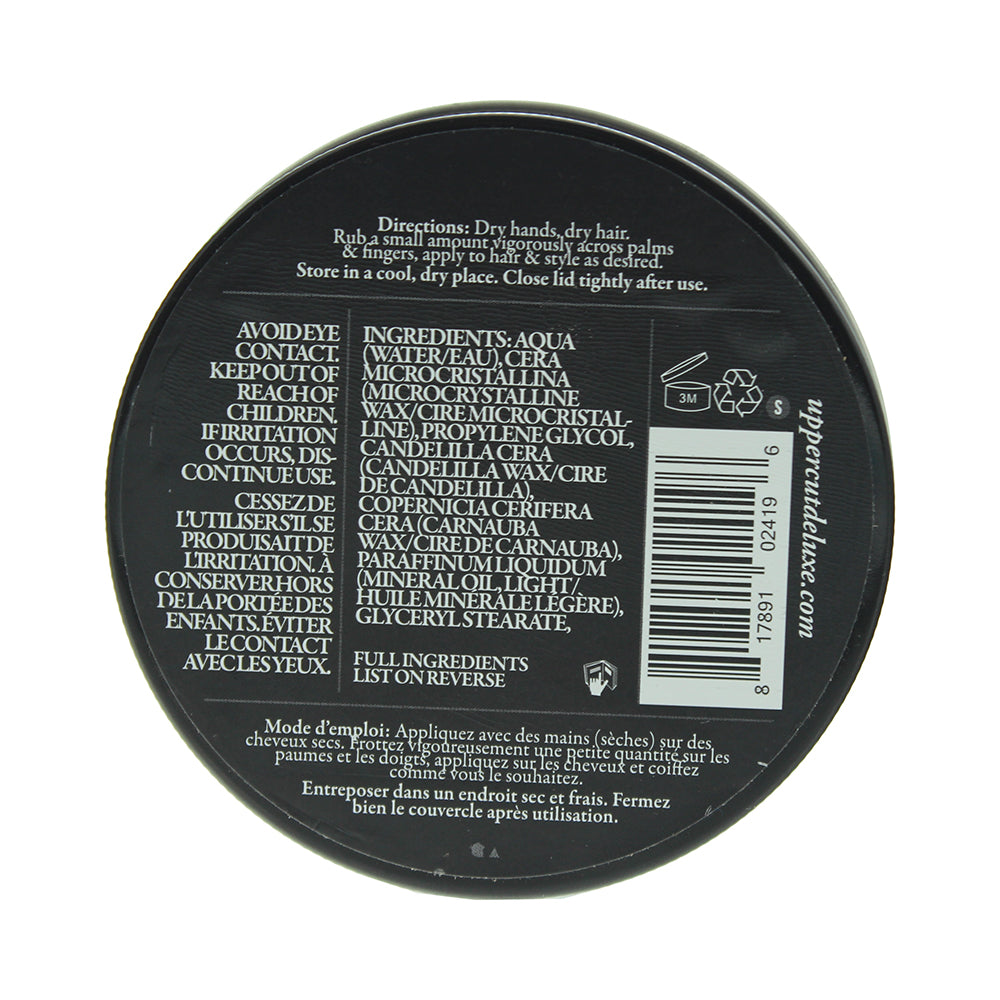 Directions: Dry hands, dry hair.
Rub a small amount vigorously across palms
& fingers, apply to hair & style as desired.
Store in a cool, dry place. Close lid tightly after use.
AVOID EYE
CONTACT.
KEEP OUT OF
REACH OF
CHILDREN.
IF IRRITATION
OCCURS, DIS-
CONTINUE USE.
CESSEZ DE
L'UTILISER S'IL SE
PRODUISAIT DE
L'IRRITATION. À
CONSERVER HORS
DE LA PORTÉE DES
ENFANTS. ÉVITER
LE CONTACT
AVEC LES YEUX.
INGREDIENTS: AQUA
(WATER/EAU), CERA
MICROCRISTALLINA
(MICROCRYSTALLINE
WAX/CIRE MICROCRISTAL-
LINE), PROPYLENE GLYCOL,
CANDELILLA CERA
(CANDELILLA WAX/CIRE
DE CANDELILLA),
COPERNICIA CERIFERA
CERA (CARNAUBA
WAX/CIRE DE CARNAUBA),
PARAFFINUM LIQUIDUM
(MINERAL OIL, LIGHT/
HUILE MINÉRALE LÉGÈRE),
GLYCERYL STEARATE,
FULL INGREDIENTS
LIST ON REVERSE
3M
S
8 17891 02419 6
uppercutdeluxe.com
Mode d'emploi: Appliquez avec des mains (sèches) sur des
cheveux secs. Frottez vigoureusement une petite quantité sur les
paumes et les doigts, appliquez sur les cheveux et coiffez
comme vous le souhaitez.
Entreposer dans un endroit sec et frais. Fermez
bien le couvercle après utilisation.